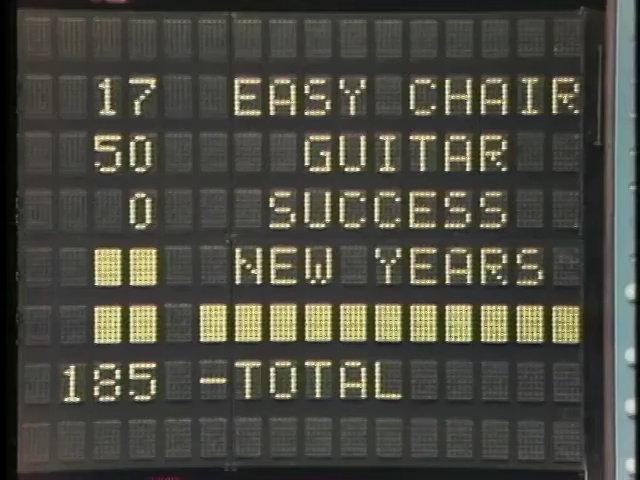 17 EASY CHAIR
50 GUITAR
0 SUCCESS
NEW YEARS
185 -TOTAL